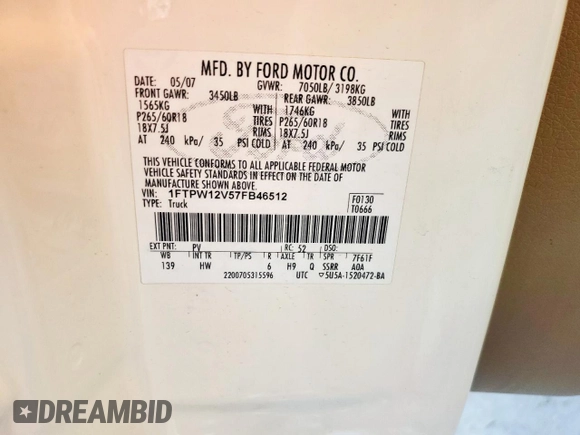 MFD. BY FORD MOTOR CO.
DATE: 05/07 GVWR: 7050LB/ 3198KG
FRONT GAWR: 3450LB REAR GAWR: 3850LB
1565KG WITH 1746KG WITH
P265/60R18 TIRES P265/60R18 TIRES
18X7.5J RIMS 18X7.5J RIMS
AT 240 kPa/ 35 PSI COLD AT 240 kPa/ 35 PSI COLD
Ford
THIS VEHICLE CONFORMS TO ALL APPLICABLE FEDERAL MOTOR
VEHICLE SAFETY STANDARDS IN EFFECT ON THE DATE OF
MANUFACTURE SHOWN ABOVE.
VIN: 1FTPW12V57FB46512 F0130
TYPE: Truck T0666
EXT PNT: PV RC: 52 DSO:
WB INT TR TP/PS R AXLE TR SPR 7F61F
139 HW 6 H9 Q SSRR A0A
2200705315596 UTC ▽5U5A-1520472-BA
DREAMBID